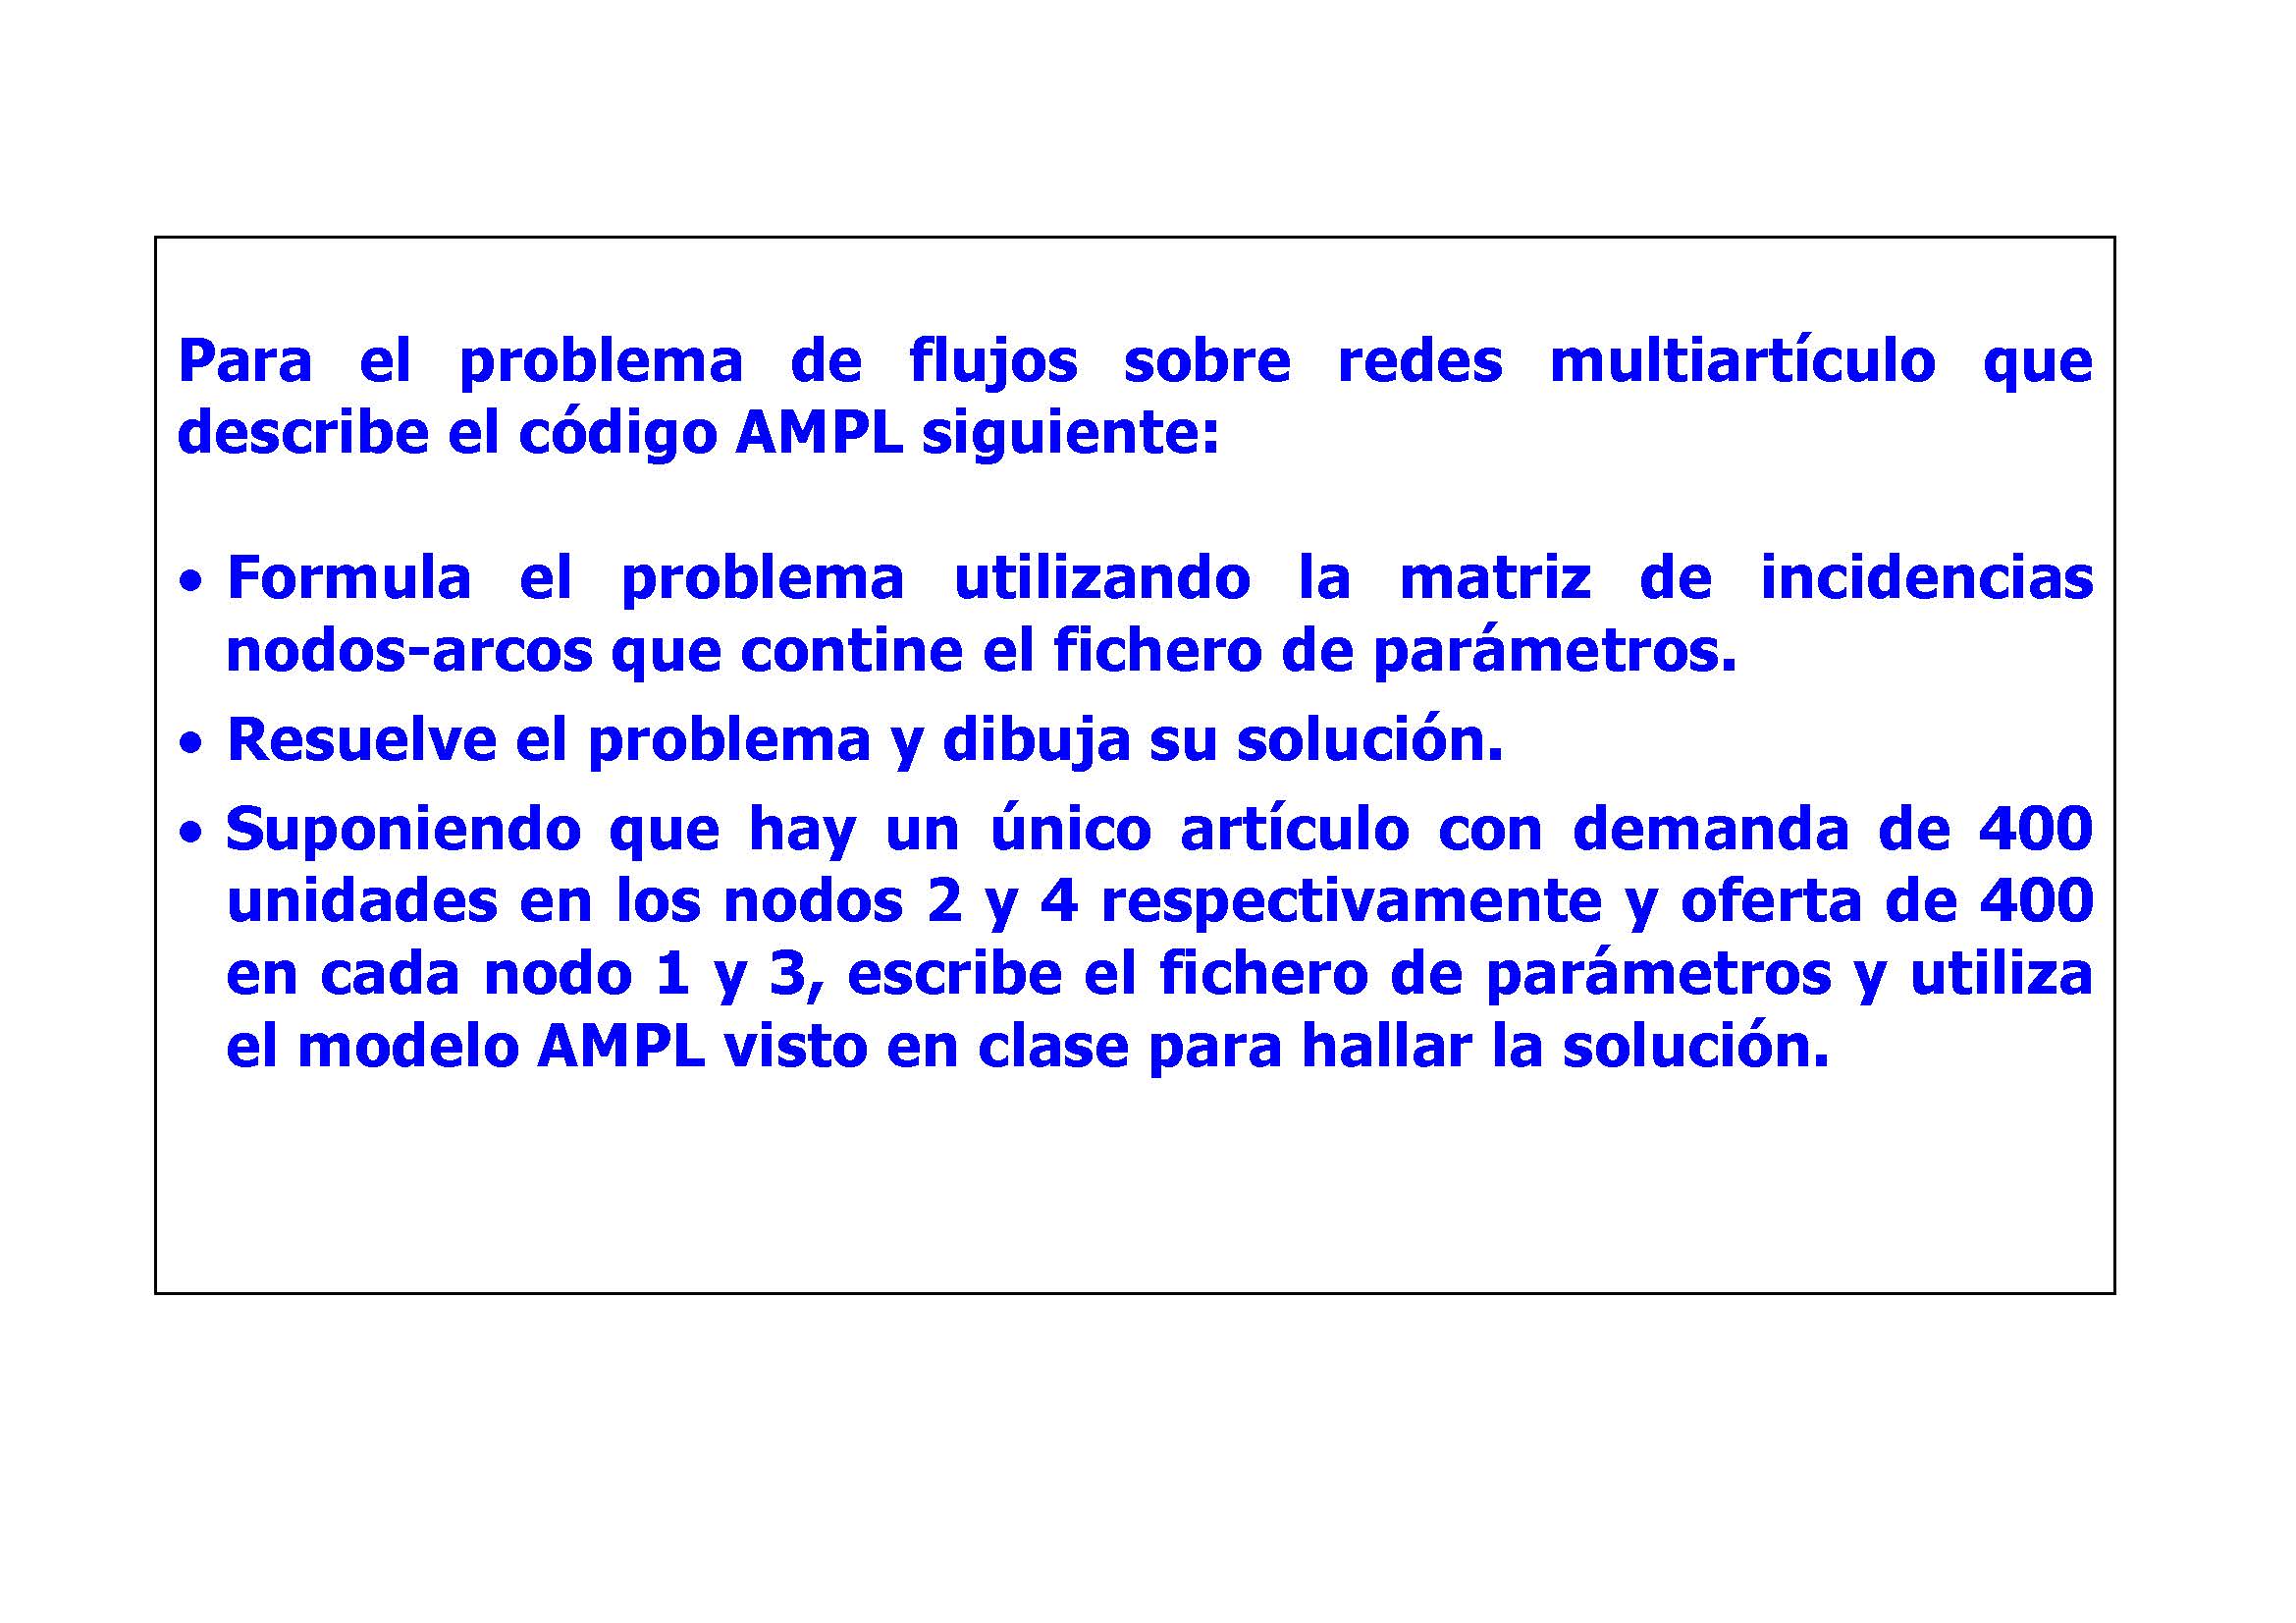 Para el problema de flujos sobre redes multiartículo que
describe el código AMPL siguiente:
• Formula el problema utilizando la matriz de incidencias
nodos-arcos que contine el fichero de parámetros.
• Resuelve el problema y dibuja su solución.
• Suponiendo que hay un único artículo con demanda de 400
unidades en los nodos 2 y 4 respectivamente y oferta de 400
en cada nodo 1 y 3, escribe el fichero de parámetros y utiliza
el modelo AMPL visto en clase para hallar la solución.